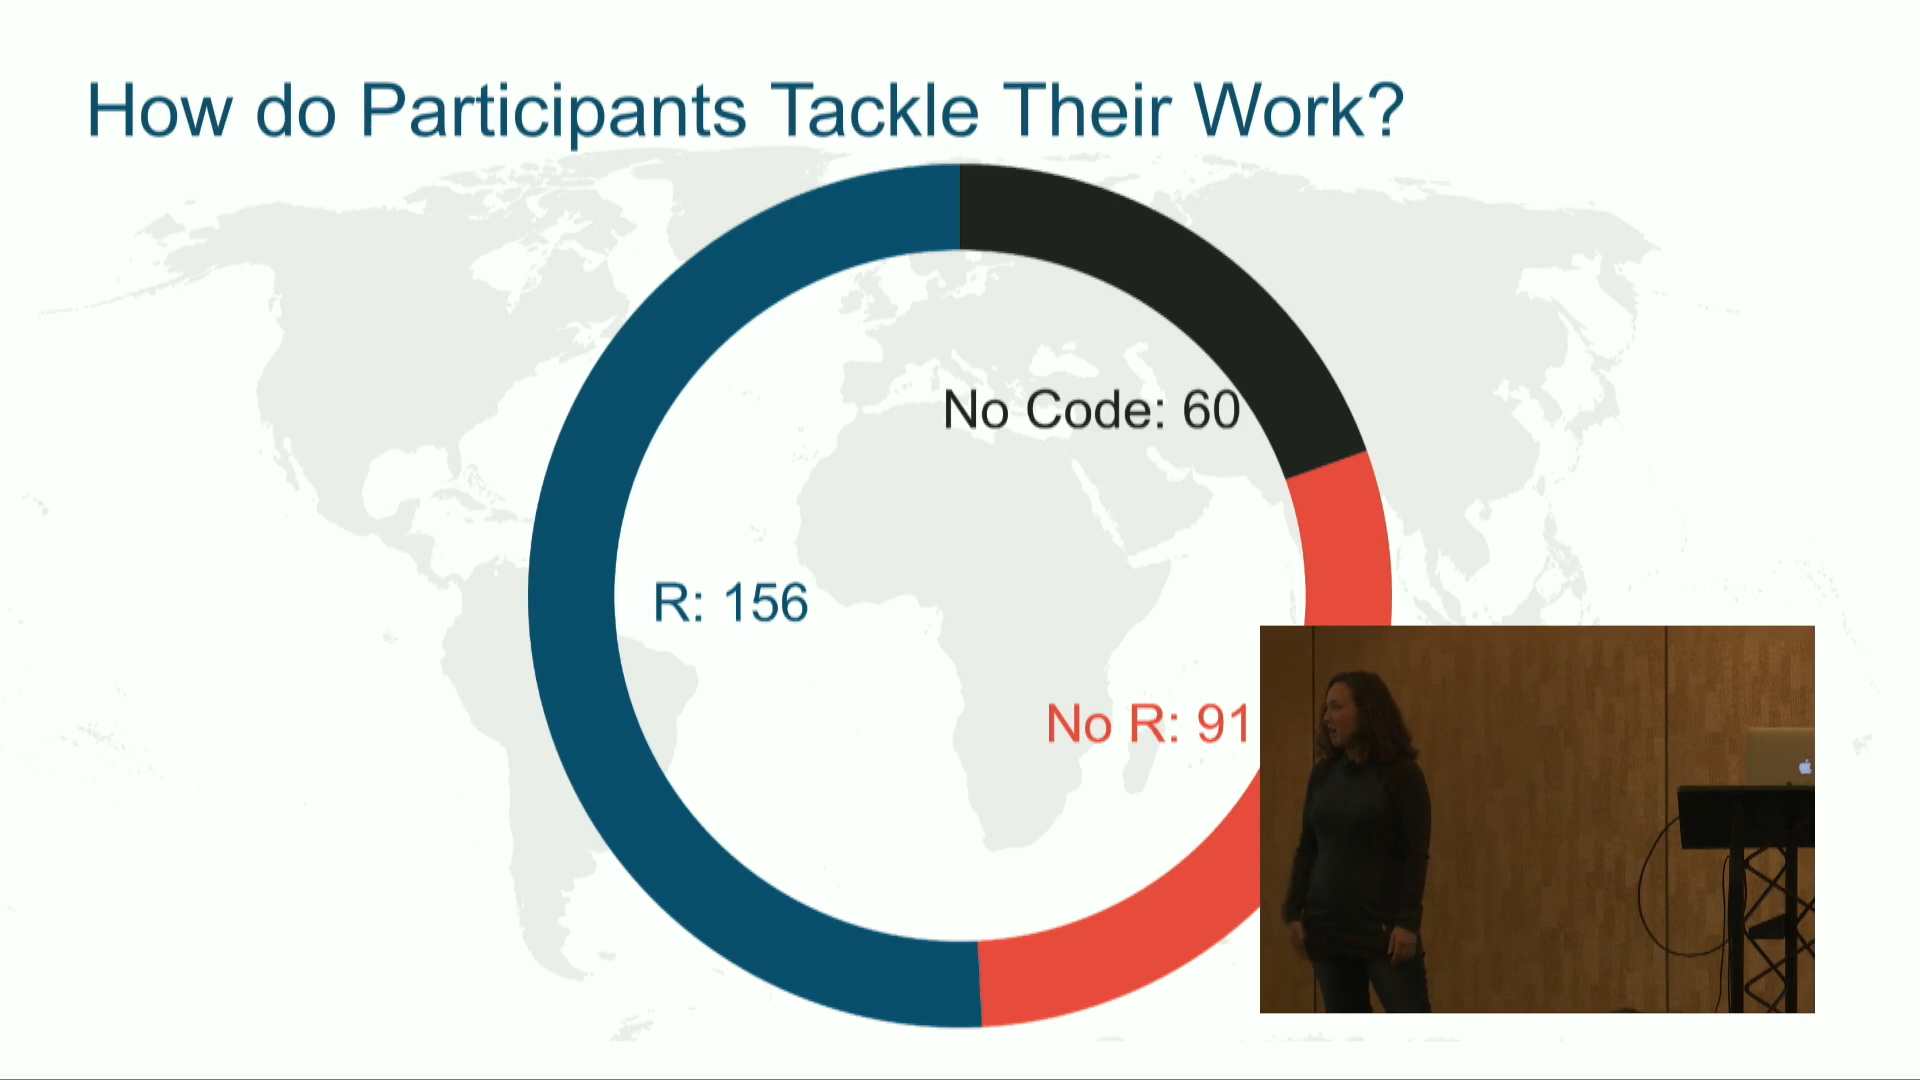 How do Participants Tackle Their Work?
No Code: 60
R: 156
No R: 91